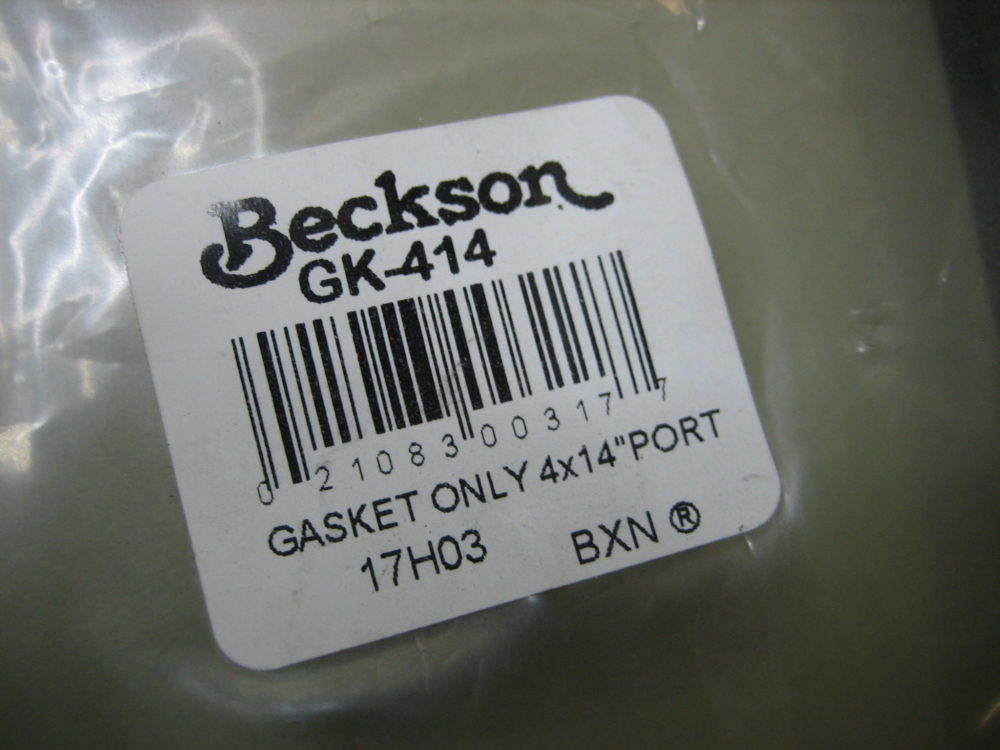 Beckson
GK-414
0 21083 00317 7
GASKET ONLY 4x14"PORT
17H03 BXN ®